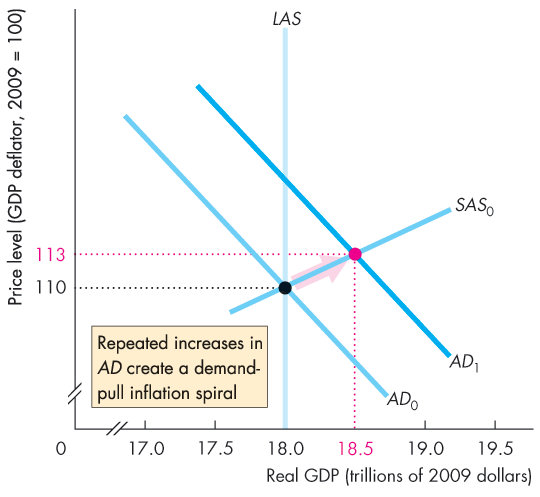 Price level (GDP deflator, 2009 = 100)
LAS
SAS₀
113
110
Repeated increases in
AD create a demand-
pull inflation spiral
AD₁
AD₀
0
17.0
17.5
18.0
18.5
19.0
19.5
Real GDP (trillions of 2009 dollars)